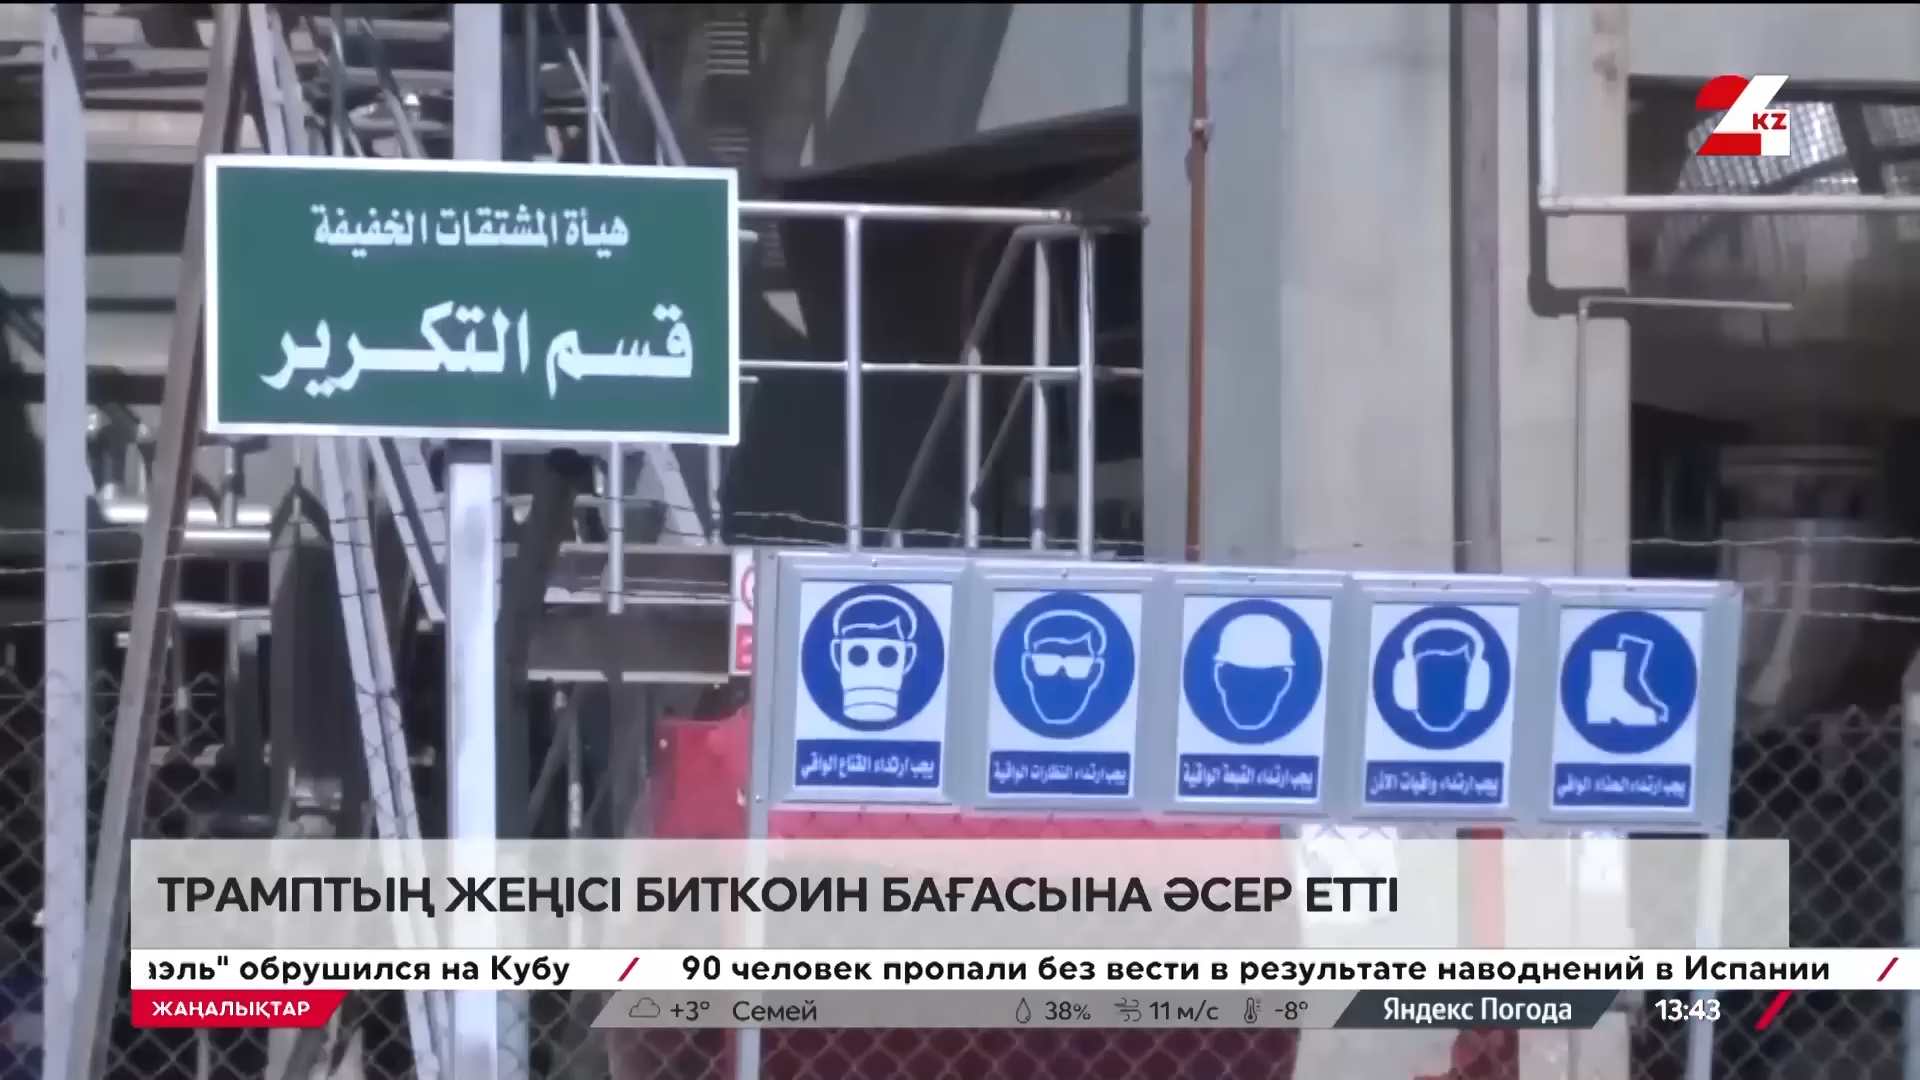 24
KZ
هيأة المشتقات الخفيفة
قسم التكرير
يجب ارتداء القناع الواقي
يجب ارتداء النظارات الواقية
يجب ارتداء القبعة الواقية
يجب ارتداء واقيات الاذن
يجب ارتداء الحذاء الواقي
ТРАМПТЫҢ ЖЕҢІСІ БИТКОИН БАҒАСЫНА ӘСЕР ЕТТІ
аэль" обрушился на Кубу / 90 человек пропали без вести в результате наводнений в Испании /
ЖАҢАЛЫҚТАР +3° Семей 38% 11 м/с -8° Яндекс Погода 13:43